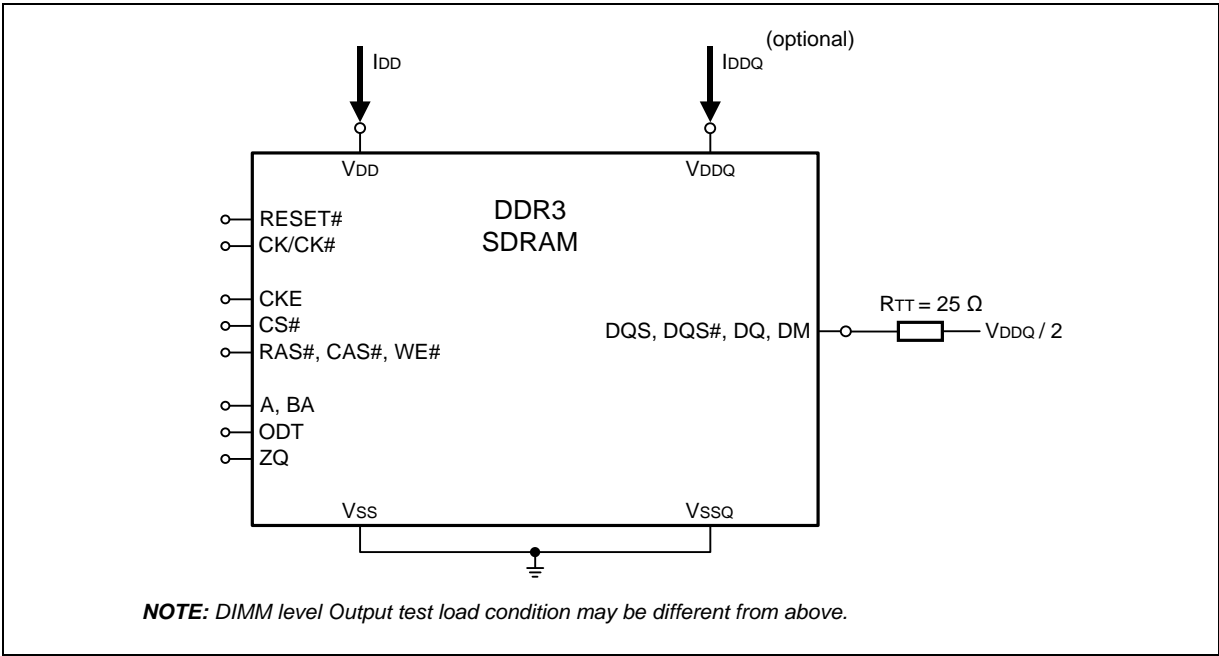 (optional)
IDD
IDDQ
VDD
VDDQ
DDR3
SDRAM
RESET#
CK/CK#
CKE
CS#
RAS#, CAS#, WE#
A, BA
ODT
ZQ
DQS, DQS#, DQ, DM
RTT = 25 Ω
VDDQ / 2
VSS
VSSQ
NOTE: DIMM level Output test load condition may be different from above.